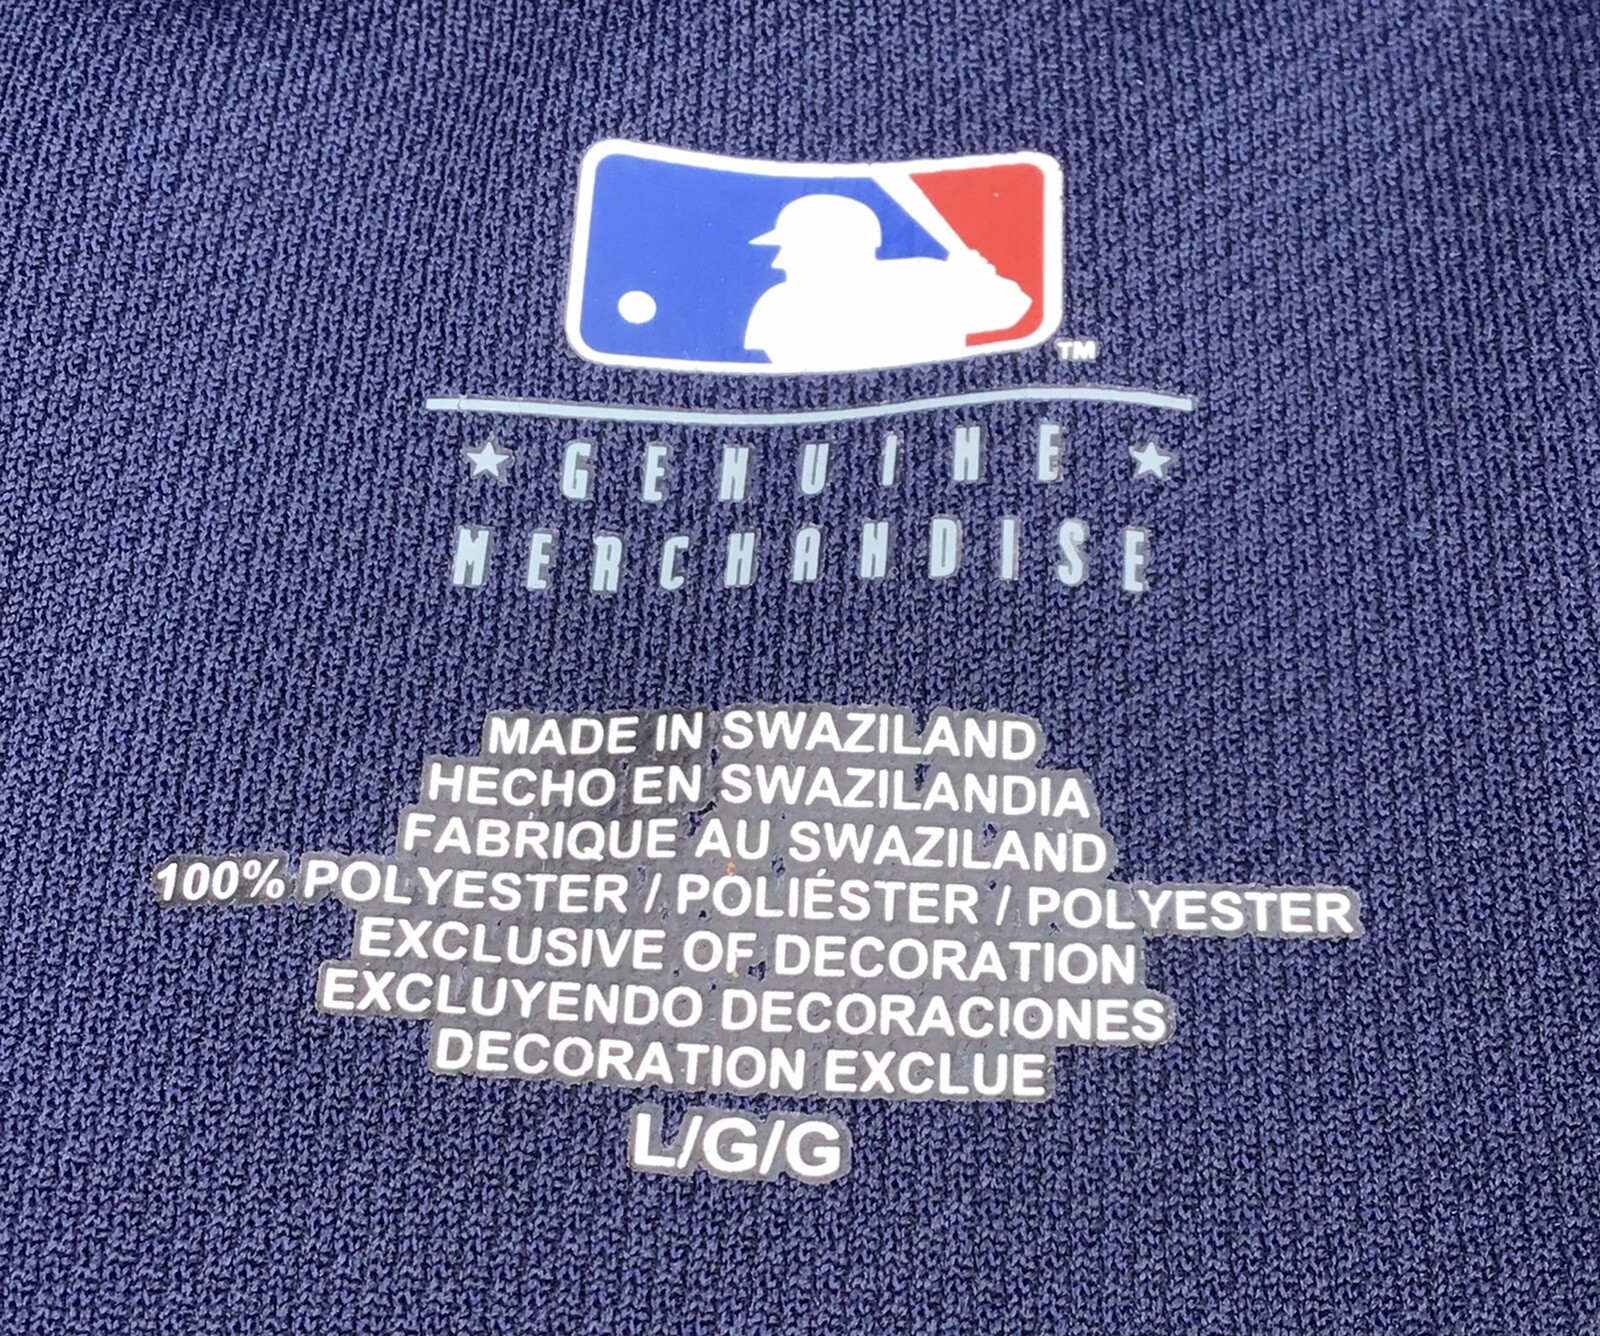 TM
★ GENUINE ★
MERCHANDISE
MADE IN SWAZILAND
HECHO EN SWAZILANDIA
FABRIQUE AU SWAZILAND
100% POLYESTER / POLIÉSTER / POLYESTER
EXCLUSIVE OF DECORATION
EXCLUYENDO DECORACIONES
DECORATION EXCLUE
L/G/G